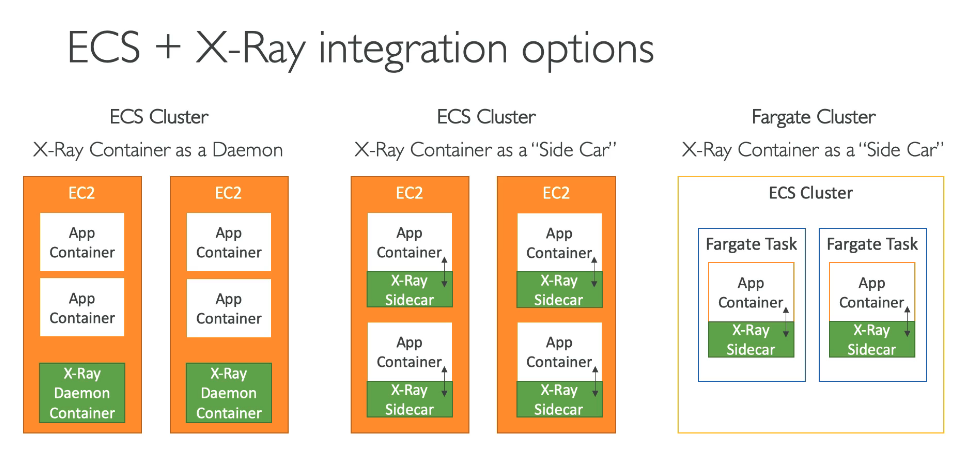 ECS + X-Ray integration options
ECS Cluster
X-Ray Container as a Daemon
EC2
App
Container
App
Container
X-Ray
Daemon
Container
EC2
App
Container
App
Container
X-Ray
Daemon
Container
ECS Cluster
X-Ray Container as a “Side Car”
EC2
App
Container
X-Ray
Sidecar
App
Container
X-Ray
Sidecar
EC2
App
Container
X-Ray
Sidecar
App
Container
X-Ray
Sidecar
Fargate Cluster
X-Ray Container as a “Side Car”
ECS Cluster
Fargate Task
App
Container
X-Ray
Sidecar
Fargate Task
App
Container
X-Ray
Sidecar